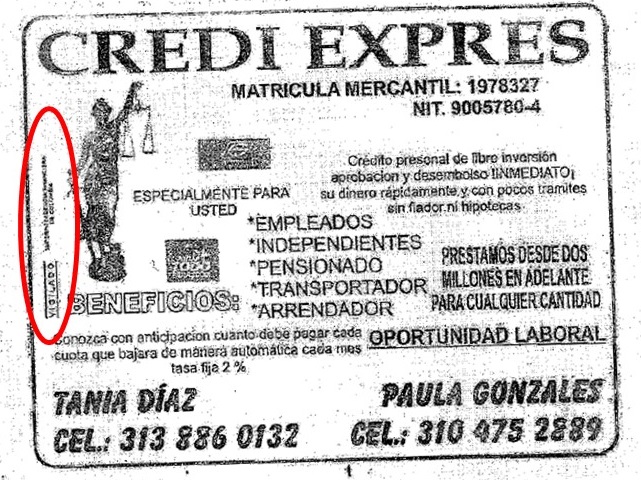 CREDI EXPRES
MATRICULA MERCANTIL: 1978327
NIT. 9005780-4
Crédito presonal de libre inversión
aprobacion y desembolso !!INMEDIATO¡
su dinero rápidamente y con pocos tramites
sin fiador ni hipotecas
ESPECIALMENTE PARA
USTED
*EMPLEADOS
*INDEPENDIENTES
*PENSIONADO
*TRANSPORTADOR
*ARRENDADOR
PRESTAMOS DESDE DOS
MILLONES EN ADELANTE
PARA CUALQUIER CANTIDAD
VIGILADO
BENEFICIOS:
Conozca con anticipacion cuanto debe pagar cada
cuota que bajara de manera automática cada mes
tasa fija 2 %
OPORTUNIDAD LABORAL
TANIA DÍAZ
CEL.: 313 886 0132
PAULA GONZALES
CEL.: 310 475 2889